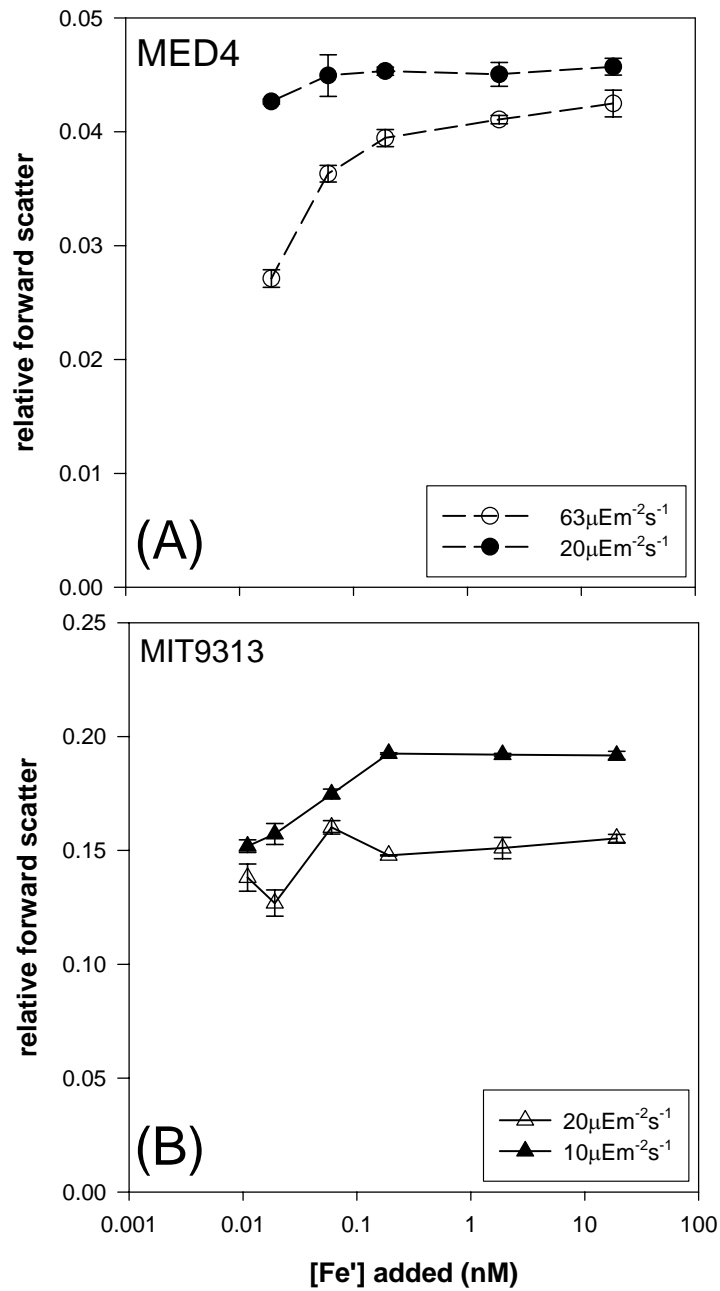 MED4
0.05
0.04
0.03
0.02
0.01
0.00
relative forward scatter
(A)
63μEm⁻²s⁻¹
20μEm⁻²s⁻¹
MIT9313
0.25
0.20
0.15
0.10
0.05
0.00
relative forward scatter
(B)
20μEm⁻²s⁻¹
10μEm⁻²s⁻¹
0.001 0.01 0.1 1 10 100
[Fe'] added (nM)